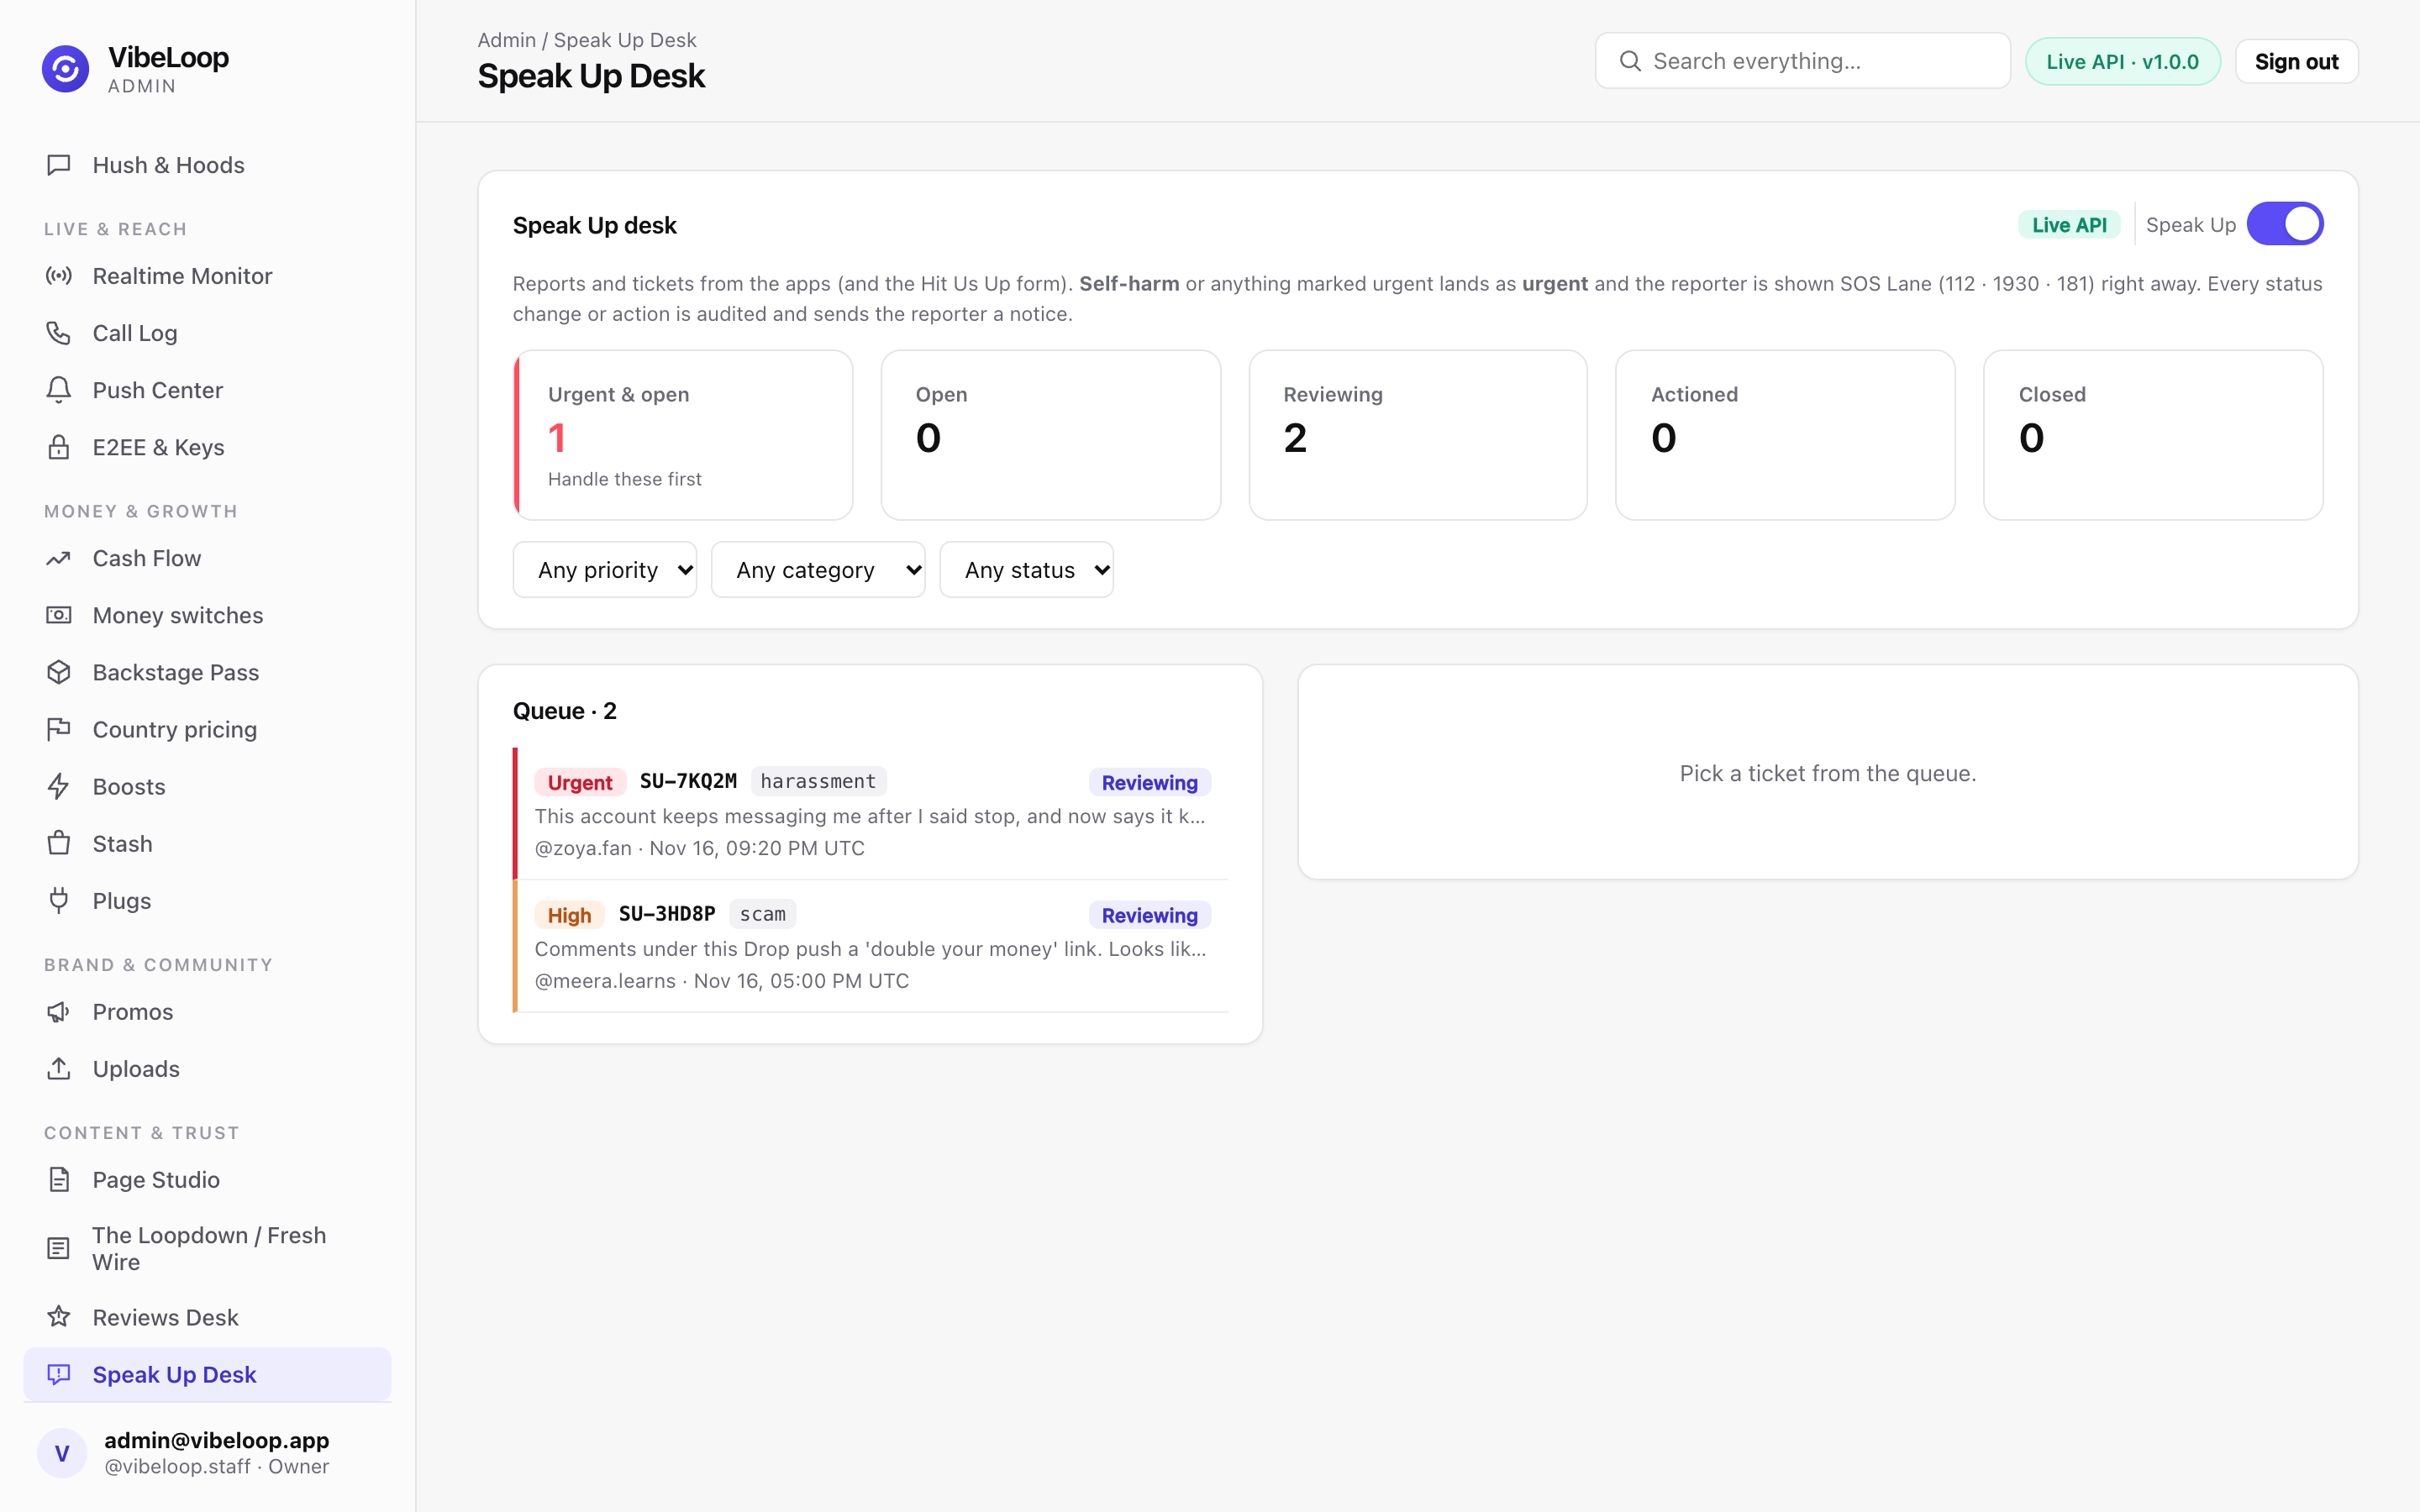 VibeLoop
ADMIN
Hush & Hoods
LIVE & REACH
Realtime Monitor
Call Log
Push Center
E2EE & Keys
MONEY & GROWTH
Cash Flow
Money switches
Backstage Pass
Country pricing
Boosts
Stash
Plugs
BRAND & COMMUNITY
Promos
Uploads
CONTENT & TRUST
Page Studio
The Loopdown / Fresh
Wire
Reviews Desk
Speak Up Desk
V
admin@vibeloop.app
@vibeloop.staff · Owner
Admin / Speak Up Desk
Speak Up Desk
Search everything...
Live API · v1.0.0
Sign out
Speak Up desk
Live API
Speak Up
Reports and tickets from the apps (and the Hit Us Up form). Self-harm or anything marked urgent lands as urgent and the reporter is shown SOS Lane (112 · 1930 · 181) right away. Every status
change or action is audited and sends the reporter a notice.
Urgent & open
1
Handle these first
Open
0
Reviewing
2
Actioned
0
Closed
0
Any priority
Any category
Any status
Queue · 2
Urgent SU-7KQ2M harassment Reviewing
This account keeps messaging me after I said stop, and now says it k...
@zoya.fan · Nov 16, 09:20 PM UTC
High SU-3HD8P scam Reviewing
Comments under this Drop push a 'double your money' link. Looks lik...
@meera.learns · Nov 16, 05:00 PM UTC
Pick a ticket from the queue.